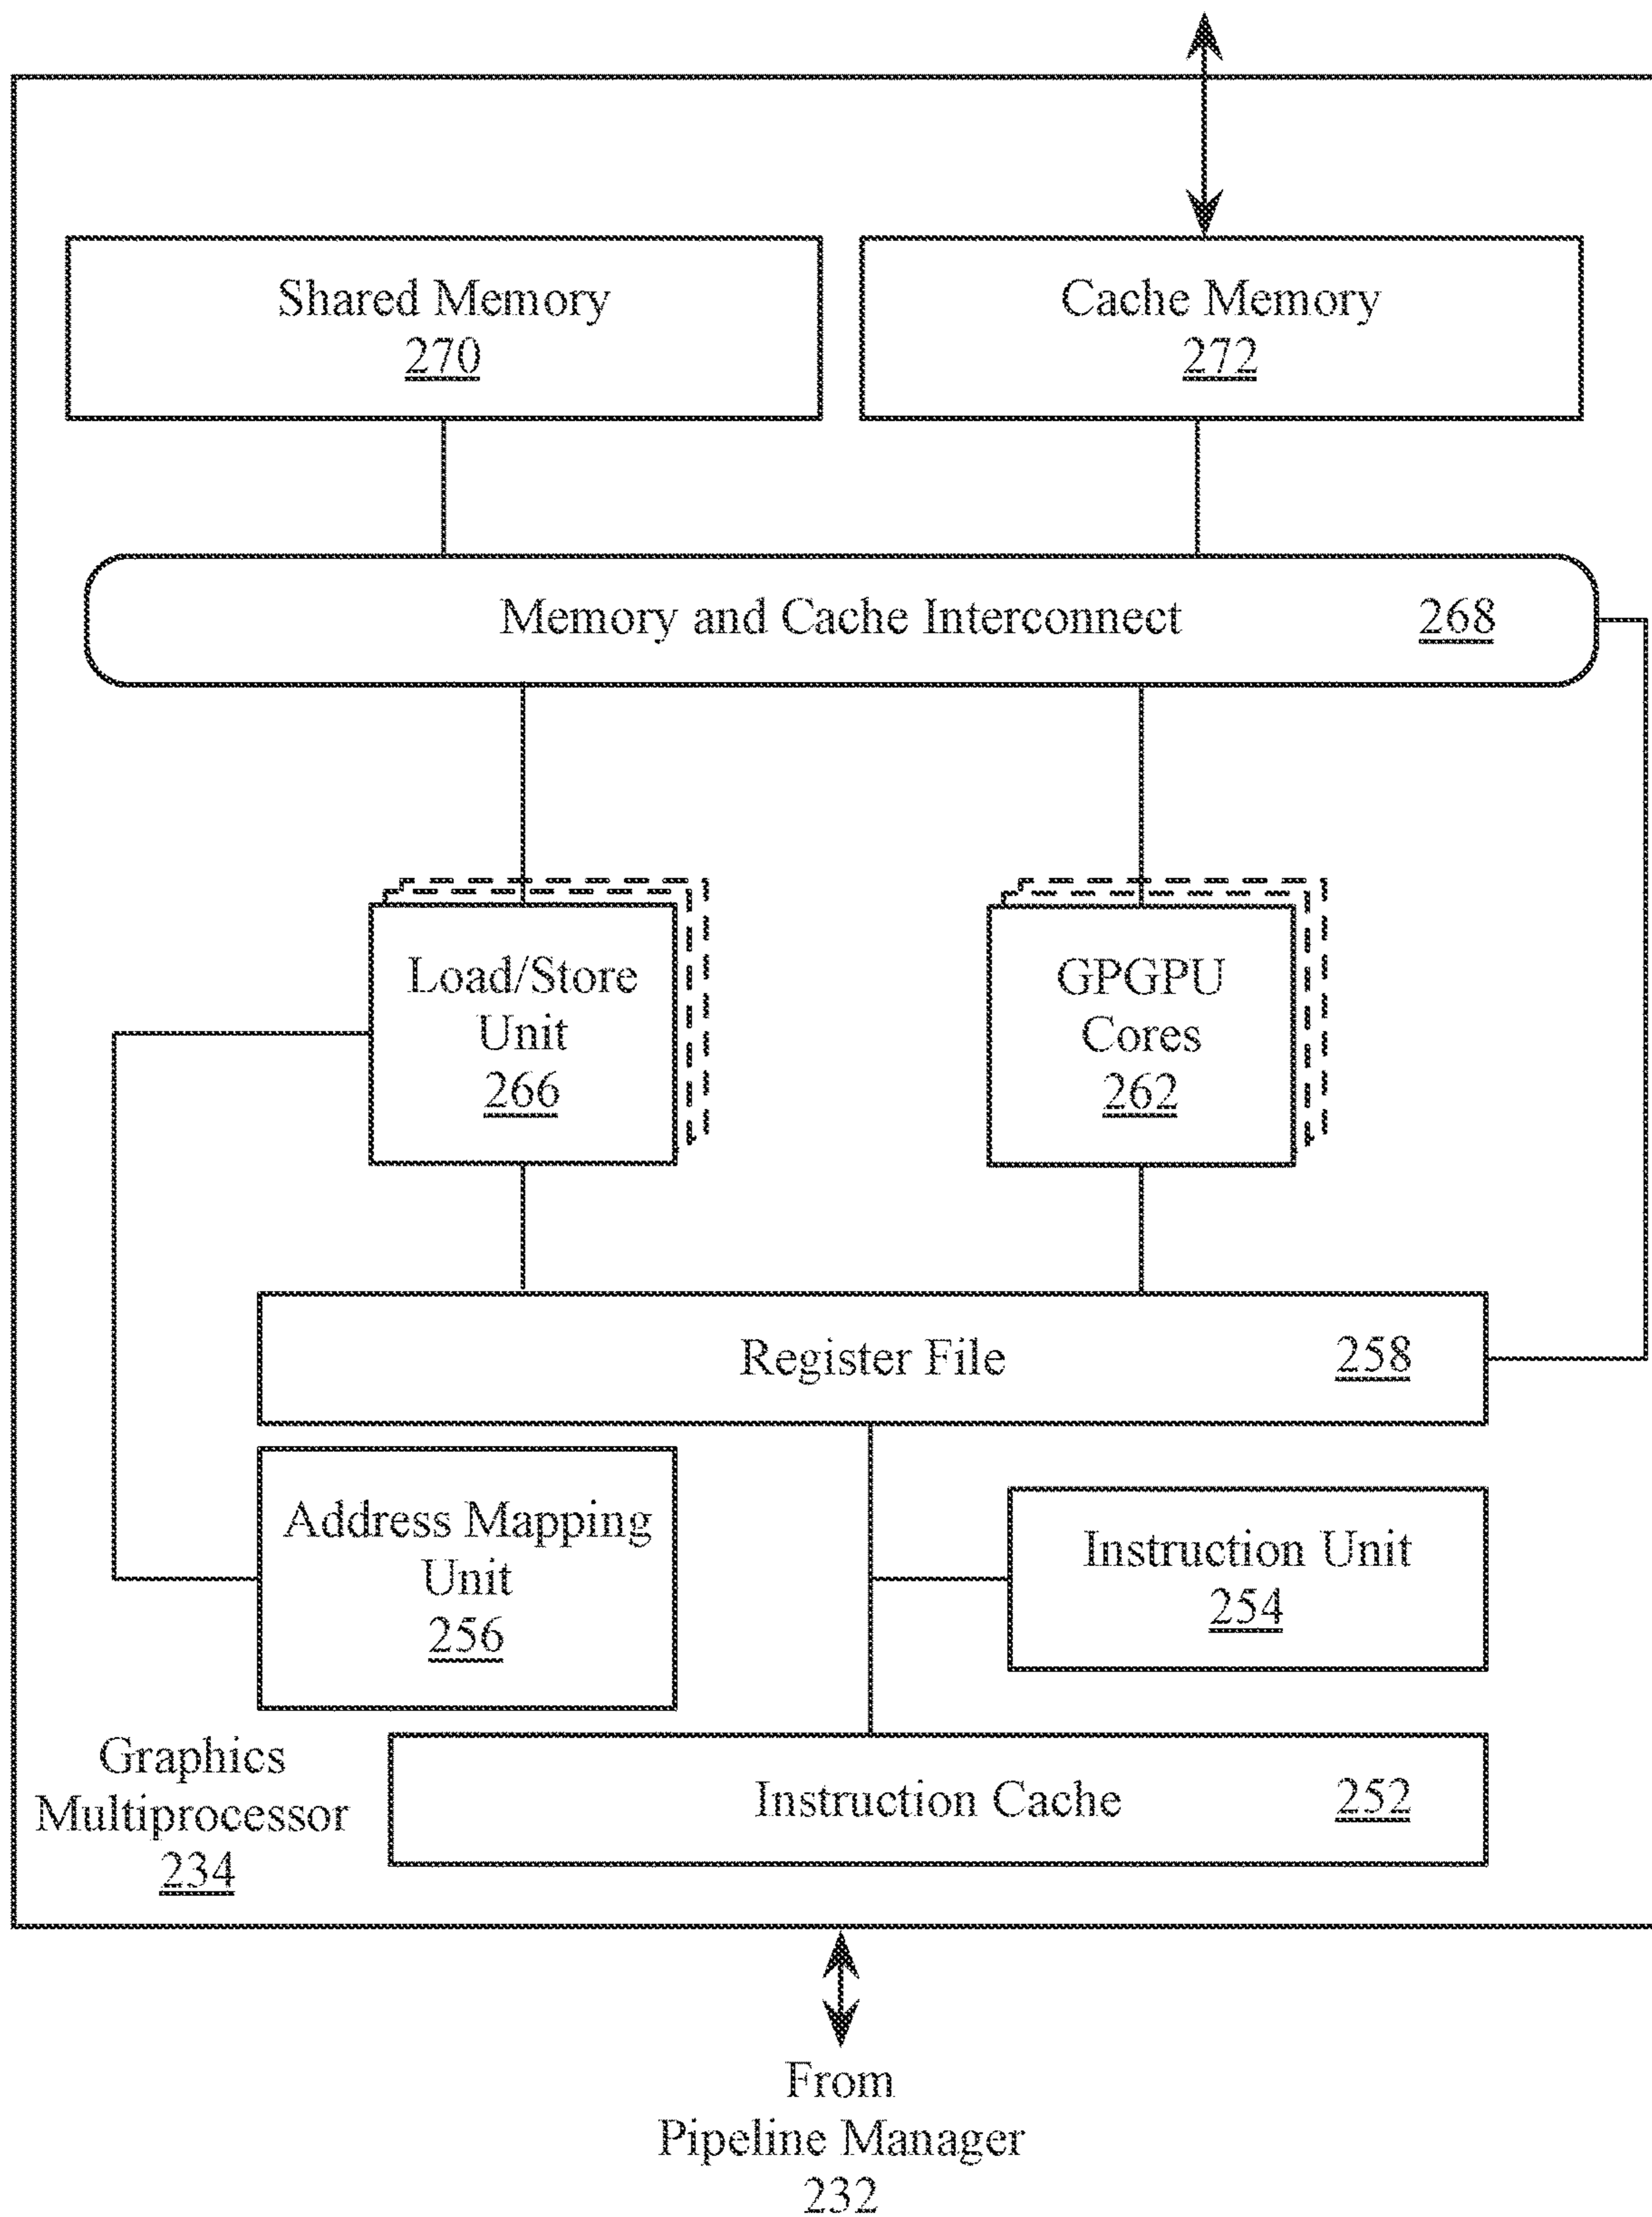 Shared Memory
270
Cache Memory
272
Memory and Cache Interconnect 268
Load/Store
Unit
266
GPGPU
Cores
262
Register File 258
Address Mapping
Unit
256
Instruction Unit
254
Graphics
Multiprocessor
234
Instruction Cache 252
From
Pipeline Manager
232